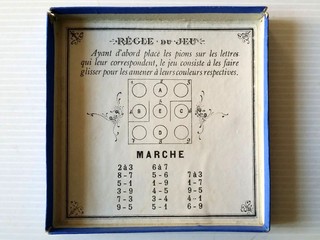 RÈGLE DU JEU
Ayant d'abord place les pions sur les lettres
qui leur correspondent, le jeu consiste à les faire
glisser pour les amener à leurs couleurs respectives.
A
B E C
D
MARCHE
2 à 3 6 à 7
8 - 7 5 - 6 7 à 3
5 - 1 1 - 9 1 - 7
3 - 9 4 - 5 9 - 5
7 - 3 3 - 4 4 - 1
9 - 5 5 - 1 6 - 9